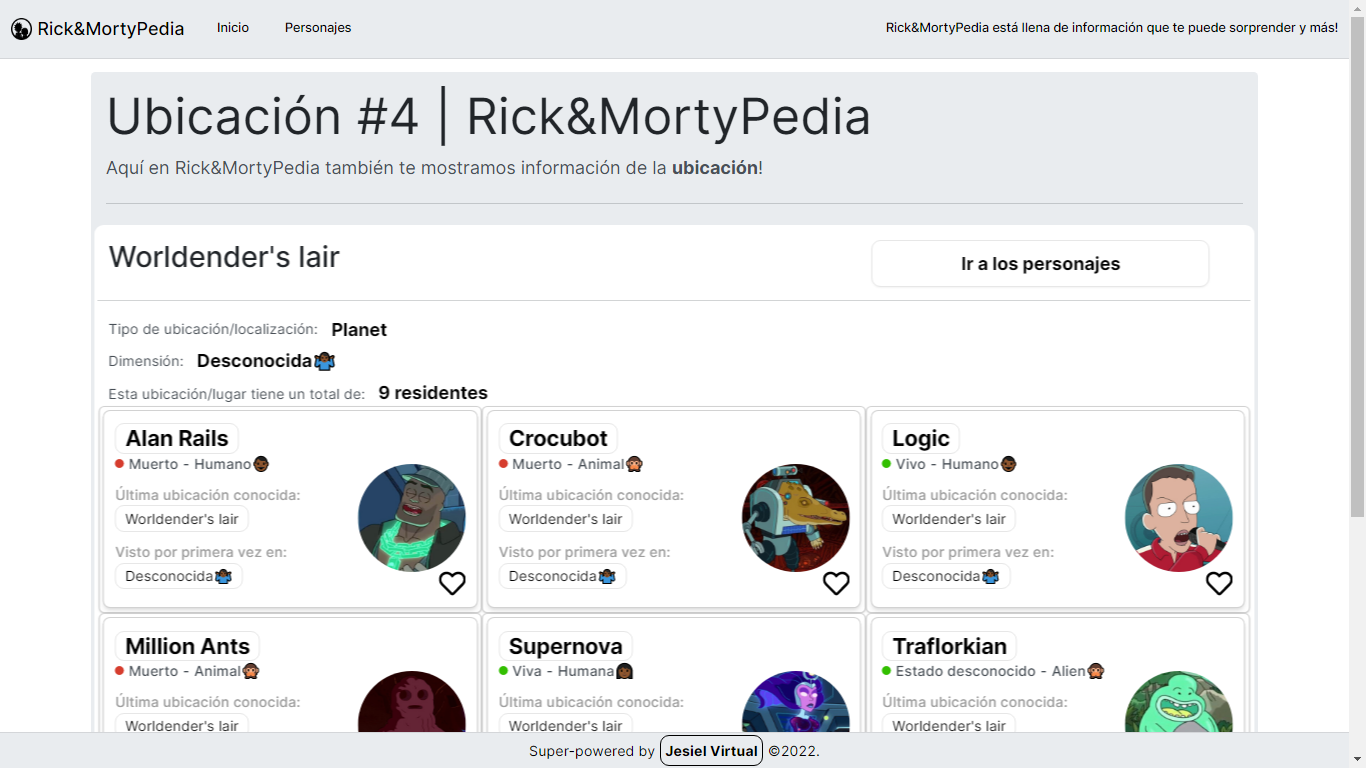 Rick&MortyPedia Inicio Personajes Rick&MortyPedia está llena de información que te puede sorprender y más!
Ubicación #4 | Rick&MortyPedia
Aquí en Rick&MortyPedia también te mostramos información de la ubicación!
Worldender's lair
Ir a los personajes
Tipo de ubicación/localización: Planet
Dimensión: Desconocida🤷🏾‍♂️
Esta ubicación/lugar tiene un total de: 9 residentes
Alan Rails
Muerto - Humano
Última ubicación conocida:
Worldender's lair
Visto por primera vez en:
Desconocida
Crocubot
Muerto - Animal
Última ubicación conocida:
Worldender's lair
Visto por primera vez en:
Desconocida
Logic
Vivo - Humano
Última ubicación conocida:
Worldender's lair
Visto por primera vez en:
Desconocida
Million Ants
Muerto - Animal
Última ubicación conocida:
Worldender's lair
Supernova
Viva - Humana
Última ubicación conocida:
Worldender's lair
Traflorkian
Estado desconocido - Alien
Última ubicación conocida:
Worldender's lair
Super-powered by Jesiel Virtual ©2022.